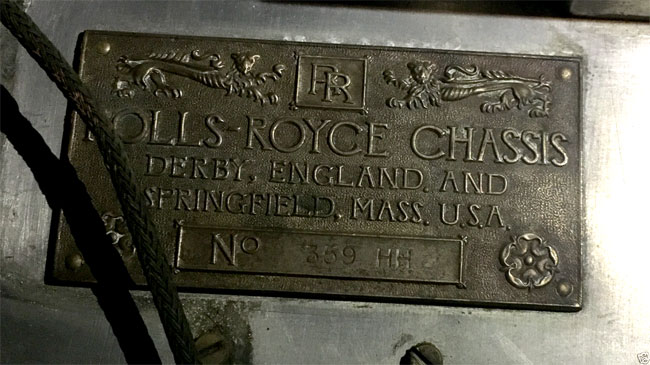 RR
ROLLS-ROYCE CHASSIS
DERBY, ENGLAND. AND
SPRINGFIELD, MASS. U.S.A.
No 359 HH